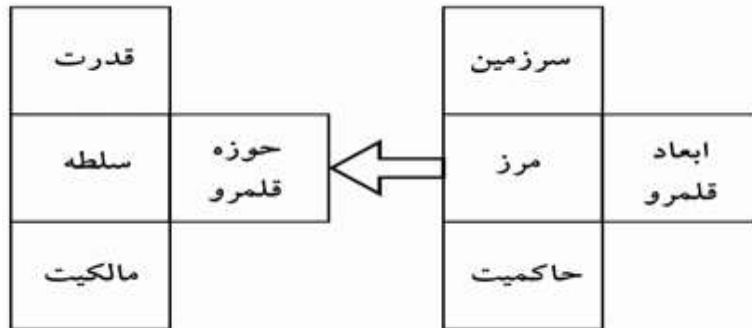 ابعاد
قلمرو
سرزمین
مرز
حاکمیت
حوزه
قلمرو
قدرت
سلطه
مالکیت